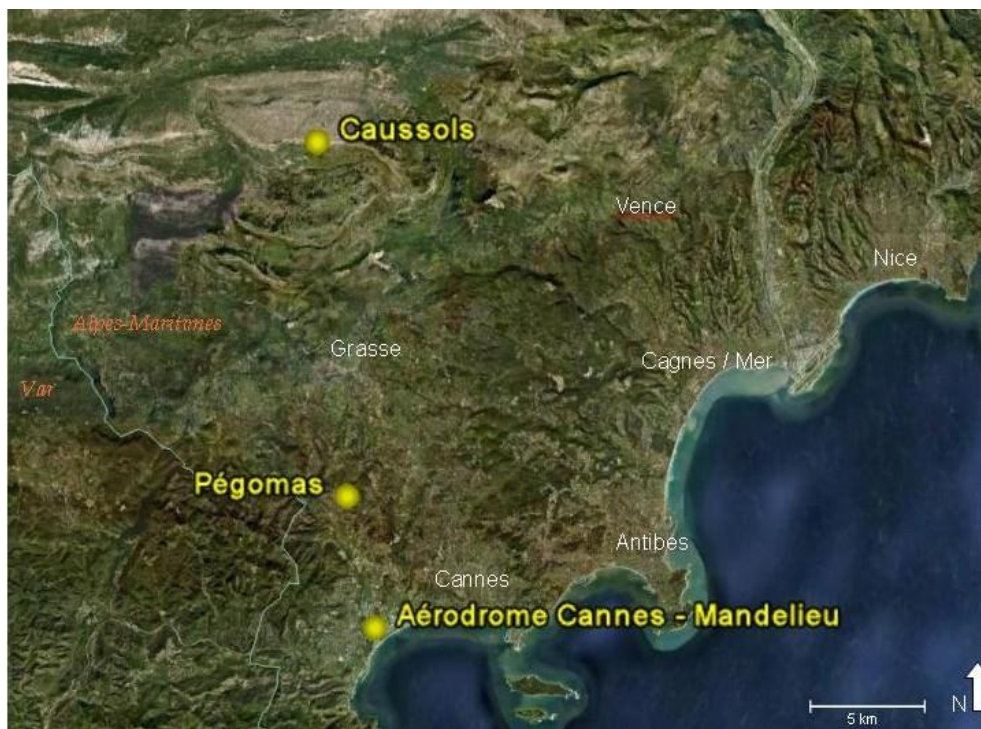 Caussols
Vence
Nice
Alpes-Maritimes
Grasse
Cagnes / Mer
Var
Pégomas
Antibes
Cannes
Aérodrome Cannes - Mandelieu
N
5 km